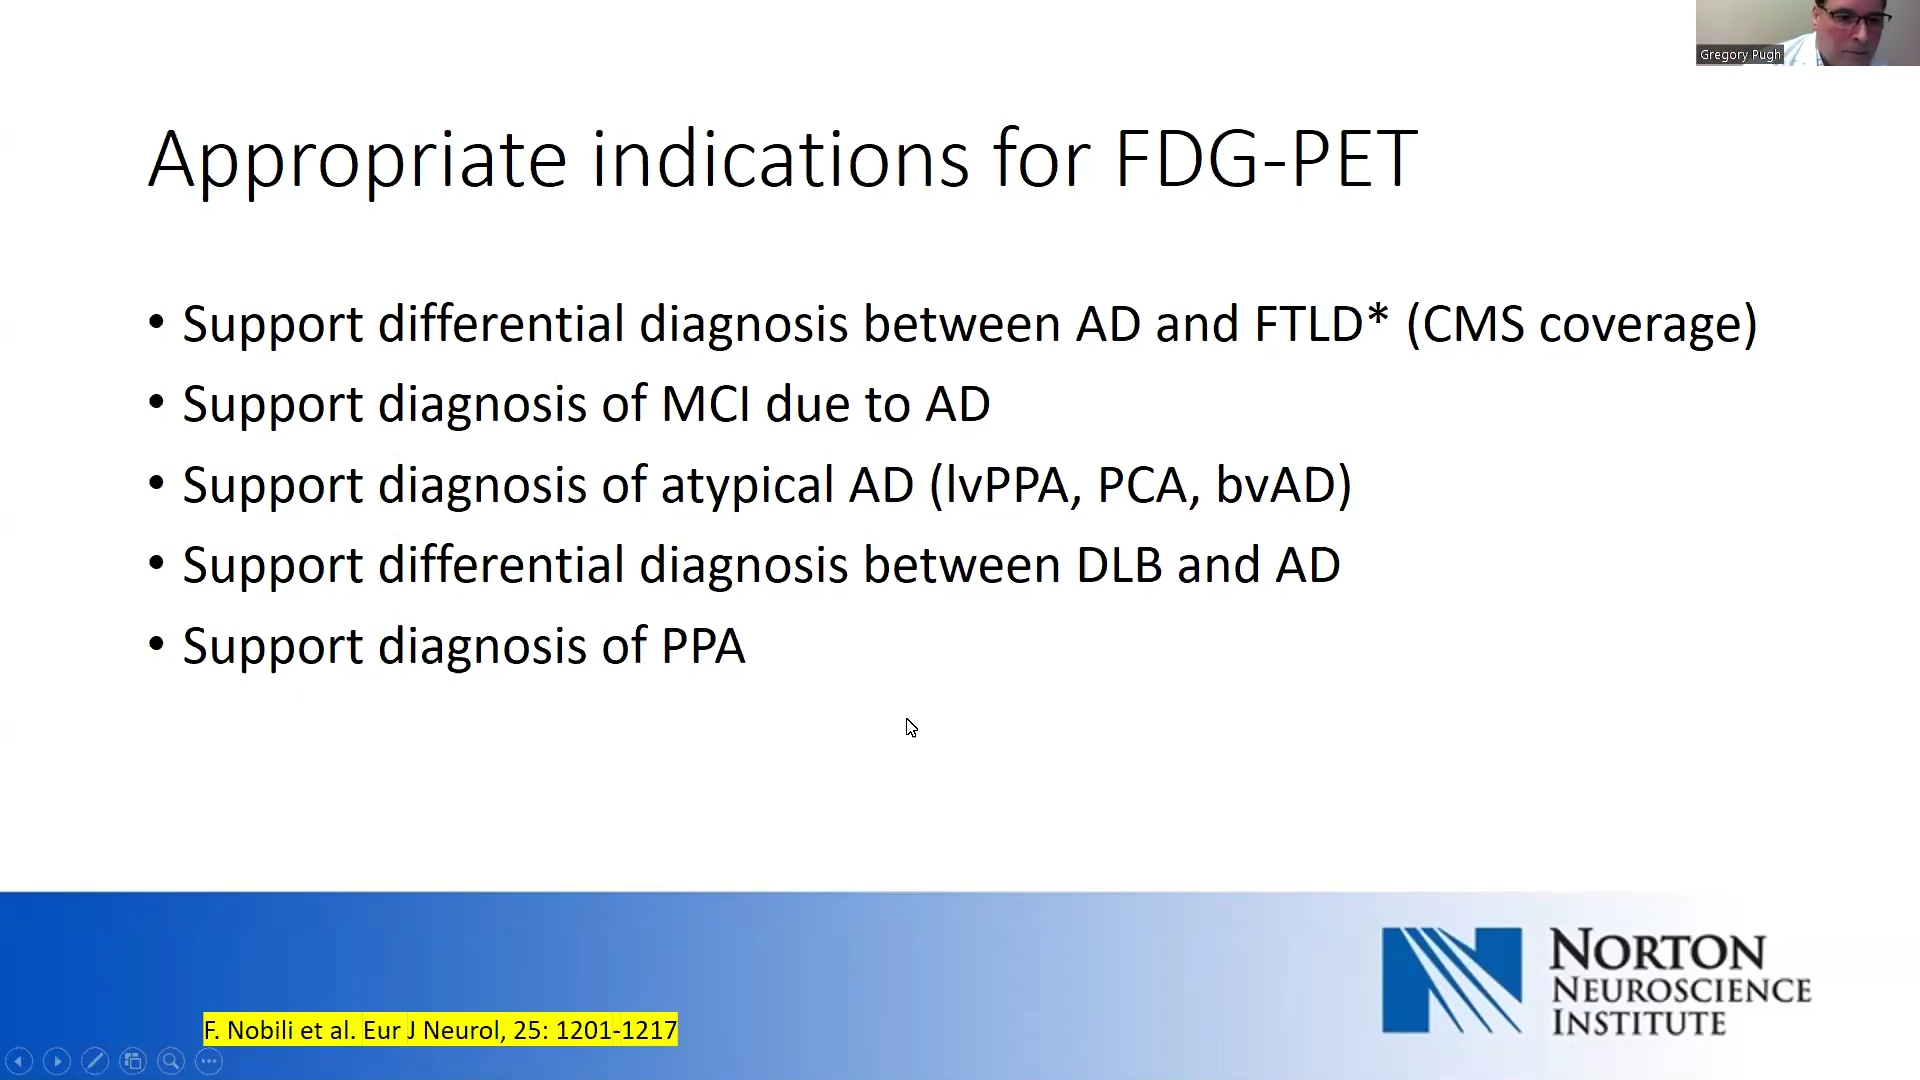 Gregory Pugh
Appropriate indications for FDG-PET
• Support differential diagnosis between AD and FTLD* (CMS coverage)
• Support diagnosis of MCI due to AD
• Support diagnosis of atypical AD (lvPPA, PCA, bvAD)
• Support differential diagnosis between DLB and AD
• Support diagnosis of PPA
NORTON
NEUROSCIENCE
INSTITUTE
F. Nobili et al. Eur J Neurol, 25: 1201-1217